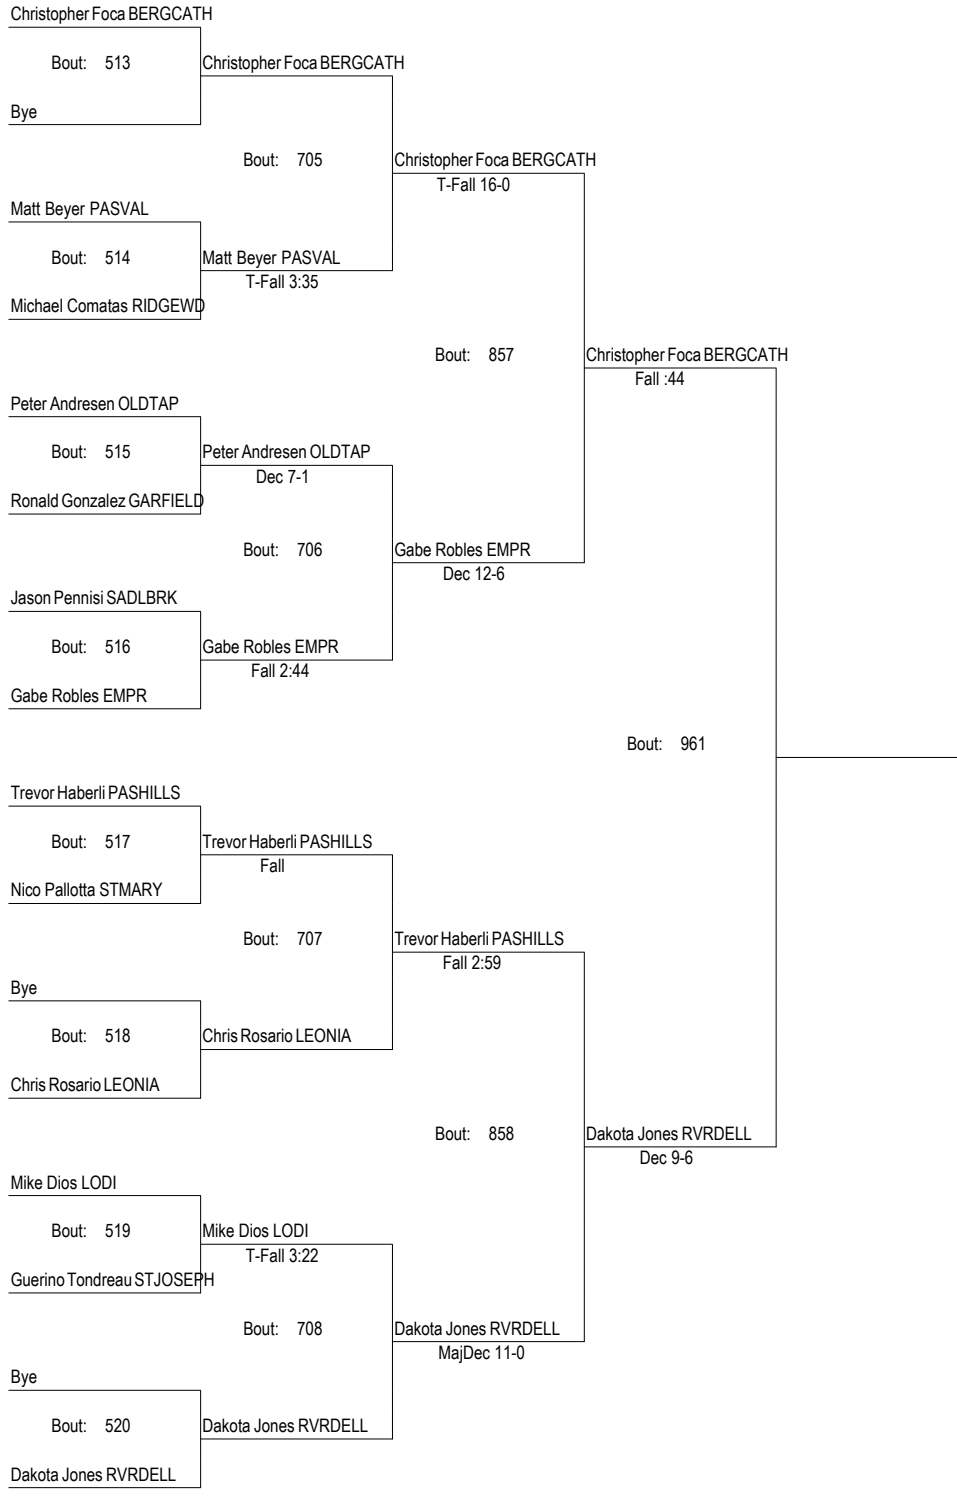 Christopher Foca BERGCATH
Bout: 513
Christopher Foca BERGCATH
Bye
Bout: 705
Christopher Foca BERGCATH
T-Fall 16-0
Matt Beyer PASVAL
Bout: 514
Matt Beyer PASVAL
T-Fall 3:35
Michael Comatas RIDGEWD
Bout: 857
Christopher Foca BERGCATH
Fall :44
Peter Andresen OLDTAP
Bout: 515
Peter Andresen OLDTAP
Dec 7-1
Ronald Gonzalez GARFIELD
Bout: 706
Gabe Robles EMPR
Dec 12-6
Jason Pennisi SADLBRK
Bout: 516
Gabe Robles EMPR
Fall 2:44
Gabe Robles EMPR
Bout: 961
Trevor Haberli PASHILLS
Bout: 517
Trevor Haberli PASHILLS
Fall
Nico Pallotta STMARY
Bout: 707
Trevor Haberli PASHILLS
Fall 2:59
Bye
Bout: 518
Chris Rosario LEONIA
Chris Rosario LEONIA
Bout: 858
Dakota Jones RVRDELL
Dec 9-6
Mike Dios LODI
Bout: 519
Mike Dios LODI
T-Fall 3:22
Guerino Tondreau STJOSEPH
Bout: 708
Dakota Jones RVRDELL
MajDec 11-0
Bye
Bout: 520
Dakota Jones RVRDELL
Dakota Jones RVRDELL